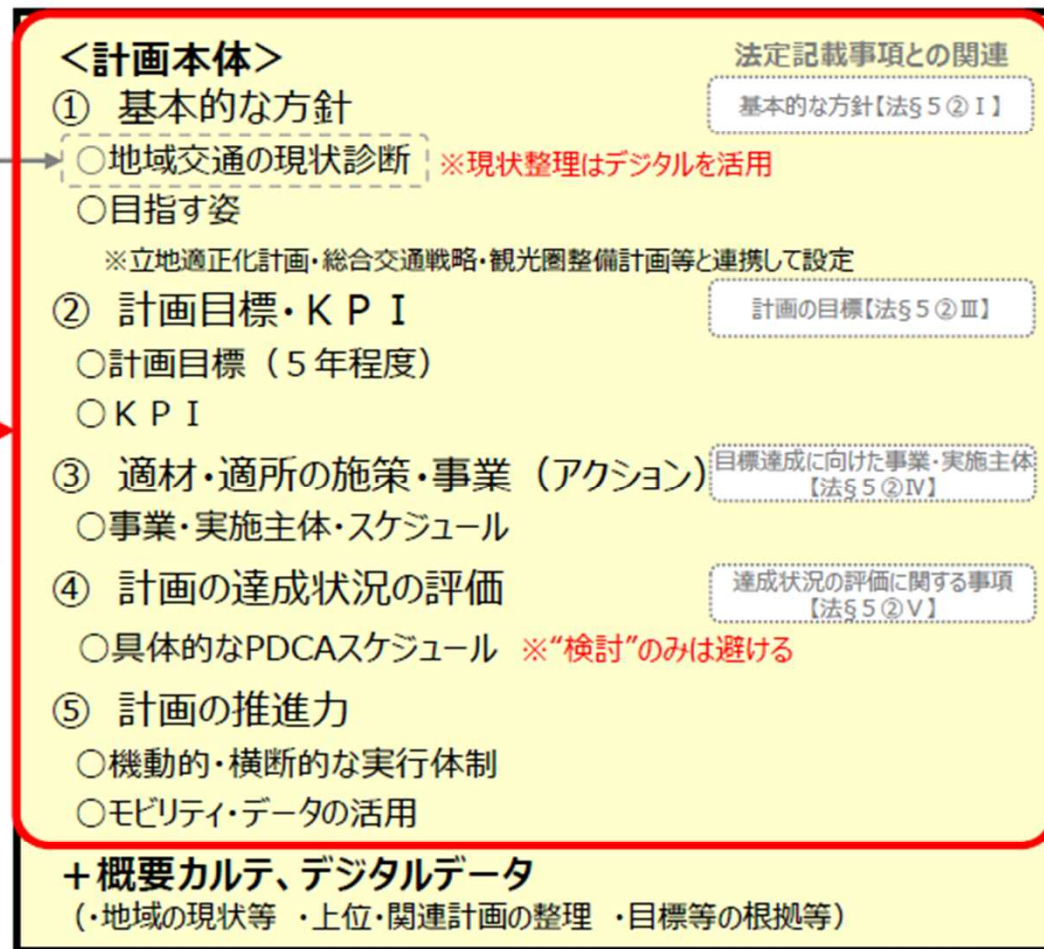 ＜計画本体＞
法定記載事項との関連
① 基本的な方針
基本的な方針【法§５②Ⅰ】
○地域交通の現状診断 ※現状整理はデジタルを活用
○目指す姿
※立地適正化計画・総合交通戦略・観光圏整備計画等と連携して設定
② 計画目標・ＫＰＩ
計画の目標【法§５②Ⅲ】
○計画目標（５年程度）
○ＫＰＩ
③ 適材・適所の施策・事業（アクション）
目標達成に向けた事業・実施主体
【法§５②Ⅳ】
○事業・実施主体・スケジュール
④ 計画の達成状況の評価
達成状況の評価に関する事項
【法§５②Ⅴ】
○具体的なPDCAスケジュール ※“検討”のみは避ける
⑤ 計画の推進力
○機動的・横断的な実行体制
○モビリティ・データの活用
＋概要カルテ、デジタルデータ
（・地域の現状等 ・上位・関連計画の整理 ・目標等の根拠等）